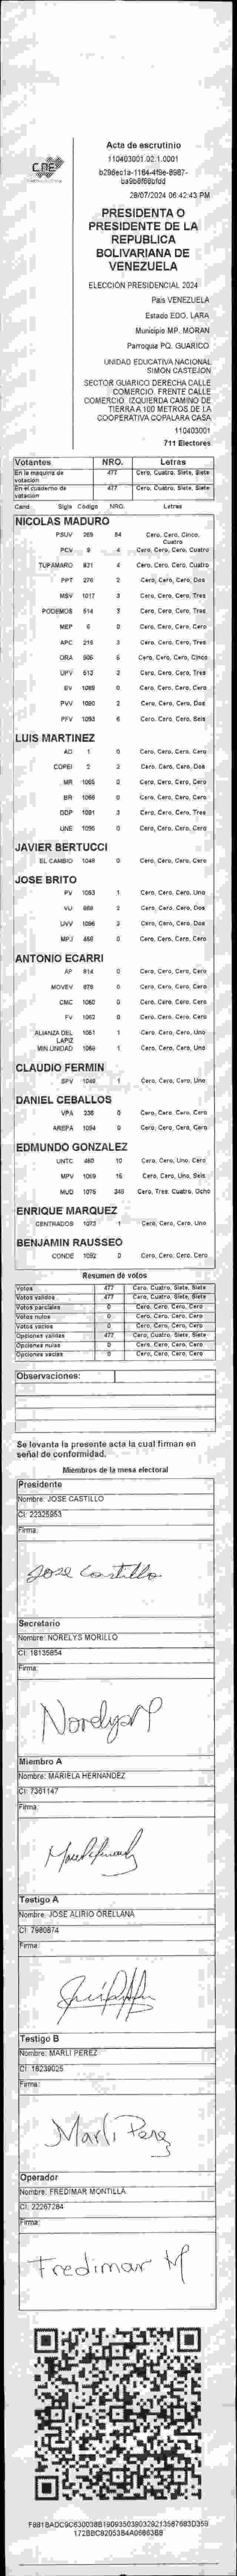 Acta de escrutinio
CNE
110403001.02.1.0001
28/07/2024 06:42:43 PM
PRESIDENTA O
PRESIDENTE DE LA
REPUBLICA
BOLIVARIANA DE
VENEZUELA
ELECCIÓN PRESIDENCIAL 2024
País VENEZUELA
Estado EDO. LARA
Municipio MP. MORAN
Parroquia PQ. GUARICO
UNIDAD EDUCATIVA NACIONAL
SIMON CASTEJON
SECTOR GUARICO DERECHA CALLE
COMERCIO. FRENTE CALLE
COMERCIO. IZQUIERDA CAMINO DE
TIERRA A 100 METROS DE LA
COOPERATIVA COPALARA CASA
110403001
711 Electores
Votantes NRO. Letras
En la maquina de votación 477 Cero, Cuatro, Siete, Siete
En el cuaderno de votación 477 Cero, Cuatro, Siete, Siete
Cand Sigla Código NRO. Letras
NICOLAS MADURO
PSUV 269 54 Cero, Cero, Cinco, Cuatro
PCV 9 4 Cero, Cero, Cero, Cuatro
TUPAMARO 821 4 Cero, Cero, Cero, Cuatro
PPT 276 2 Cero, Cero, Cero, Dos
MSV 1017 3 Cero, Cero, Cero, Tres
PODEMOS 514 3 Cero, Cero, Cero, Tres
MEP 6 0 Cero, Cero, Cero, Cero
APC 215 3 Cero, Cero, Cero, Tres
ORA 905 5 Cero, Cero, Cero, Cinco
UPV 512 3 Cero, Cero, Cero, Tres
EV 1089 0 Cero, Cero, Cero, Cero
PVV 1090 2 Cero, Cero, Cero, Dos
PFV 1093 6 Cero, Cero, Cero, Seis
LUIS MARTINEZ
AD 1 0 Cero, Cero, Cero, Cero
COPEI 2 2 Cero, Cero, Cero, Dos
MR 1065 0 Cero, Cero, Cero, Cero
BR 1066 0 Cero, Cero, Cero, Cero
DDP 1091 3 Cero, Cero, Cero, Tres
UNE 1095 0 Cero, Cero, Cero, Cero
JAVIER BERTUCCI
EL CAMBIO 1048 0 Cero, Cero, Cero, Cero
JOSE BRITO
PV 1053 1 Cero, Cero, Cero, Uno
VU 868 2 Cero, Cero, Cero, Dos
UVV 1096 2 Cero, Cero, Cero, Dos
MPJ 458 0 Cero, Cero, Cero, Cero
ANTONIO ECARRI
AP 814 0 Cero, Cero, Cero, Cero
MOVEV 878 0 Cero, Cero, Cero, Cero
CMC 1060 0 Cero, Cero, Cero, Cero
FV 1062 0 Cero, Cero, Cero, Cero
ALIANZA DEL LAPIZ 1051 1 Cero, Cero, Cero, Uno
MIN UNIDAD 1069 1 Cero, Cero, Cero, Uno
CLAUDIO FERMIN
SPV 1049 1 Cero, Cero, Cero, Uno
DANIEL CEBALLOS
VPA 238 0 Cero, Cero, Cero, Cero
AREPA 1094 0 Cero, Cero, Cero, Cero
EDMUNDO GONZALEZ
UNTC 460 10 Cero, Cero, Uno, Cero
MPV 1069 16 Cero, Cero, Uno, Seis
MUD 1075 348 Cero, Tres, Cuatro, Ocho
ENRIQUE MARQUEZ
CENTRADOS 1073 1 Cero, Cero, Cero, Uno
BENJAMIN RAUSSEO
CONDE 1092 0 Cero, Cero, Cero, Cero
Resumen de votos
Votos 477 Cero, Cuatro, Siete, Siete
Votos validos 477 Cero, Cuatro, Siete, Siete
Votos parciales 0 Cero, Cero, Cero, Cero
Votos nulos 0 Cero, Cero, Cero, Cero
Votos vacios 0 Cero, Cero, Cero, Cero
Opciones validas 477 Cero, Cuatro, Siete, Siete
Opciones nulas 0 Cero, Cero, Cero, Cero
Opciones vacias 0 Cero, Cero, Cero, Cero
Observaciones:
Se levanta la presente acta la cual firman en
señal de conformidad.
Miembros de la mesa electoral
Presidente
Nombre: JOSE CASTILLO
CI: 22325953
Firma:
Jose Castillo
Secretario
Nombre: NORELYS MORILLO
CI: 18135854
Firma:
Norelys
Miembro A
Nombre: MARIELA HERNANDEZ
CI: 7361147
Firma:
Testigo A
Nombre: JOSE ALIRIO ORELLANA
CI: 7980874
Firma:
Testigo B
Nombre: MARLI PEREZ
CI: 16239025
Firma:
Marli Perez
Operador
Nombre: FREDIMAR MONTILLA
CI: 22267284
Firma:
Fredimar M